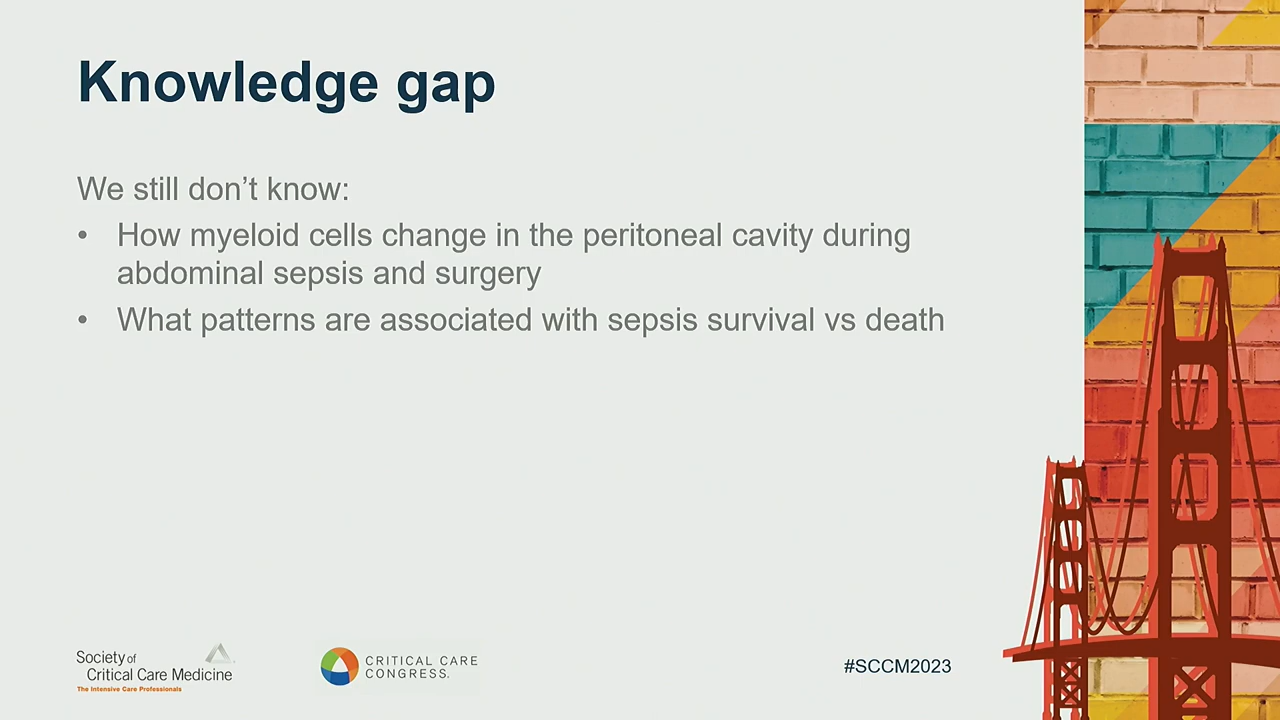 Knowledge gap
We still don’t know:
• How myeloid cells change in the peritoneal cavity during
abdominal sepsis and surgery
• What patterns are associated with sepsis survival vs death
Society of
Critical Care Medicine
The Intensive Care Professionals
CRITICAL CARE
CONGRESS.
#SCCM2023